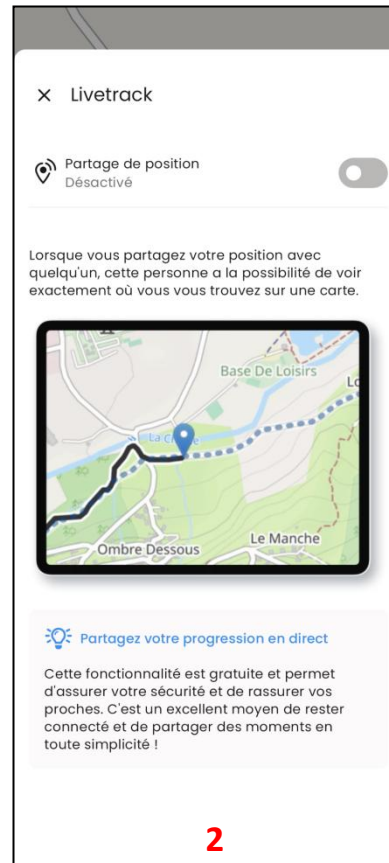 Livetrack
Partage de position
Désactivé
Lorsque vous partagez votre position avec
quelqu'un, cette personne a la possibilité de voir
exactement où vous vous trouvez sur une carte.
Base De Loisirs
Ombre Dessous
Le Manche
Partagez votre progression en direct
Cette fonctionnalité est gratuite et permet
d'assurer votre sécurité et de rassurer vos
proches. C'est un excellent moyen de rester
connecté et de partager des moments en
toute simplicité !
2